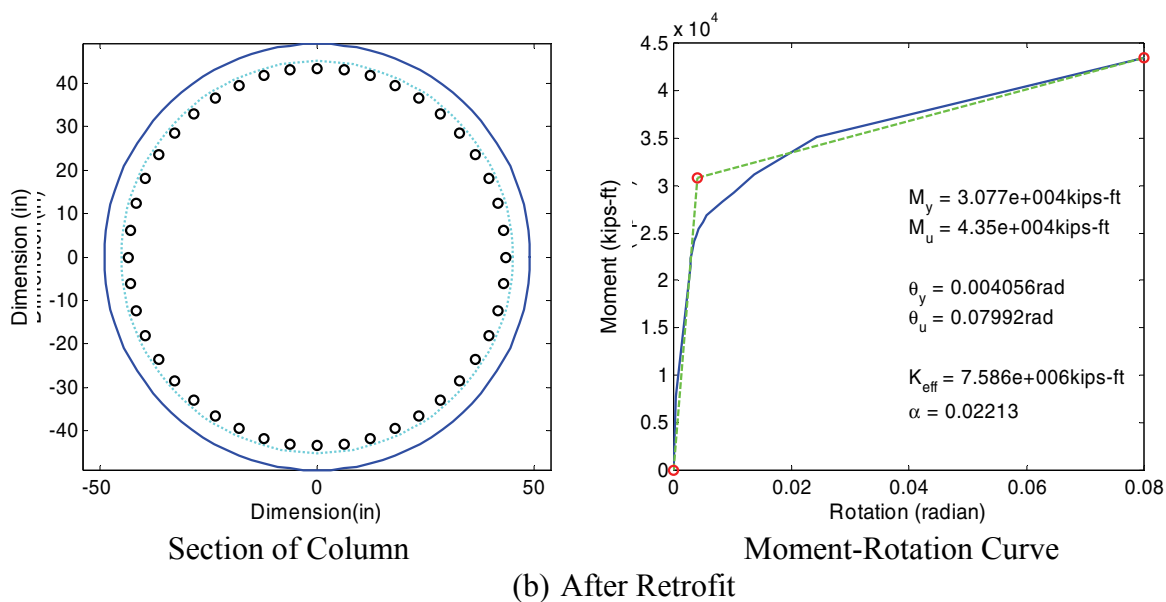 40
30
20
10
0
-10
-20
-30
-40
-50
0
50
Dimension (in)
Dimension(in)
Dimension(in)
Section of Column
x 10^4
4.5
4
3.5
3
2.5
2
1.5
1
0.5
0
0
0.02
0.04
0.06
0.08
Moment (kips-ft)
Rotation (radian)
M_y = 3.077e+004kips-ft
M_u = 4.35e+004kips-ft
θ_y = 0.004056rad
θ_u = 0.07992rad
K_eff = 7.586e+006kips-ft
α = 0.02213
Moment-Rotation Curve
(b) After Retrofit